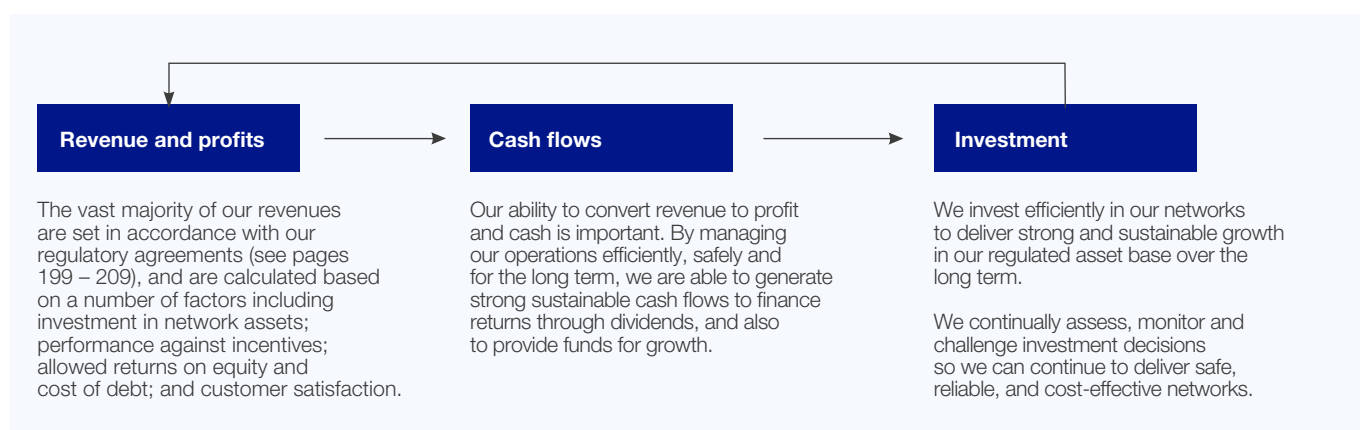 Revenue and profits
The vast majority of our revenues
are set in accordance with our
regulatory agreements (see pages
199 – 209), and are calculated based
on a number of factors including
investment in network assets;
performance against incentives;
allowed returns on equity and
cost of debt; and customer satisfaction.
Cash flows
Our ability to convert revenue to profit
and cash is important. By managing
our operations efficiently, safely and
for the long term, we are able to generate
strong sustainable cash flows to finance
returns through dividends, and also
to provide funds for growth.
Investment
We invest efficiently in our networks
to deliver strong and sustainable growth
in our regulated asset base over the
long term.
We continually assess, monitor and
challenge investment decisions
so we can continue to deliver safe,
reliable, and cost-effective networks.